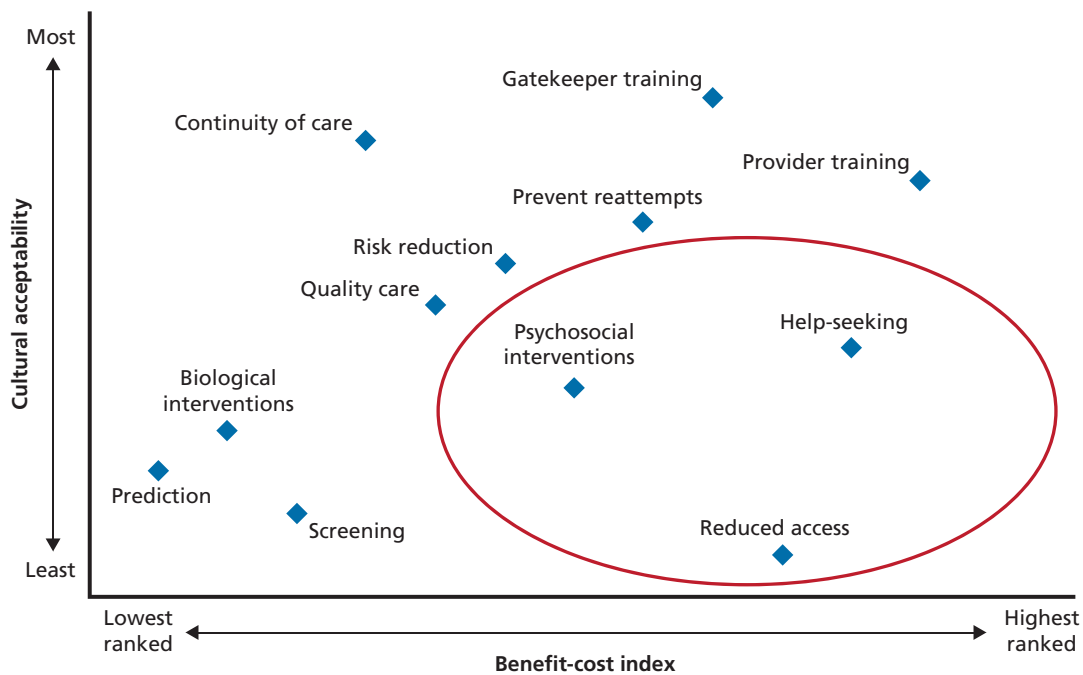 Most
Gatekeeper training
Continuity of care
Provider training
Prevent reattempts
Risk reduction
Quality care
Help-seeking
Psychosocial
interventions
Biological
interventions
Prediction
Screening
Reduced access
Least
Cultural acceptability
Lowest
ranked
Highest
ranked
Benefit-cost index